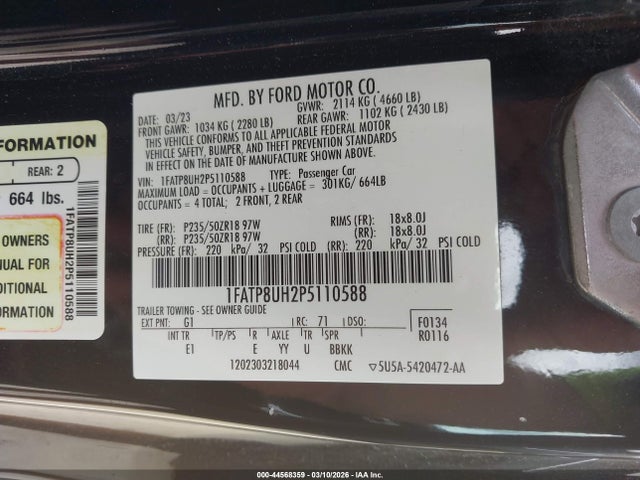 FORMATION
REAR: 2
664 lbs.
OWNERS
NUAL FOR
DITIONAL
FORMATION
1FATP8UH2P5110588
MFD. BY FORD MOTOR CO.
DATE: 03/23 GVWR: 2114 KG (4660 LB)
FRONT GAWR: 1034 KG (2280 LB) REAR GAWR: 1102 KG (2430 LB)
THIS VEHICLE CONFORMS TO ALL APPLICABLE FEDERAL MOTOR
VEHICLE SAFETY, BUMPER, AND THEFT PREVENTION STANDARDS
IN EFFECT ON THE DATE OF MANUFACTURE SHOWN ABOVE.
VIN: 1FATP8UH2P5110588 TYPE: Passenger Car
MAXIMUM LOAD = OCCUPANTS + LUGGAGE = 301KG/ 664LB
OCCUPANTS = 4 TOTAL: 2 FRONT, 2 REAR
TIRE (FR): P235/50ZR18 97W RIMS (FR): 18x8.0J
TIRE (RR): P235/50ZR18 97W (RR): 18x8.0J
PRESSURE (FR): 220 kPa/ 32 PSI COLD (RR): 220 kPa/ 32 PSI COLD
1FATP8UH2P5110588
TRAILER TOWING - SEE OWNER GUIDE
EXT PNT: G1 RC: 71 DSO: F0134
INT TR TP/PS R AXLE TR SPR R0116
E1 E YY U BBKK
1202303218044 CMC ▽5U5A-5420472-AA
000-44568359 - 03/10/2026 - IAAI.COM